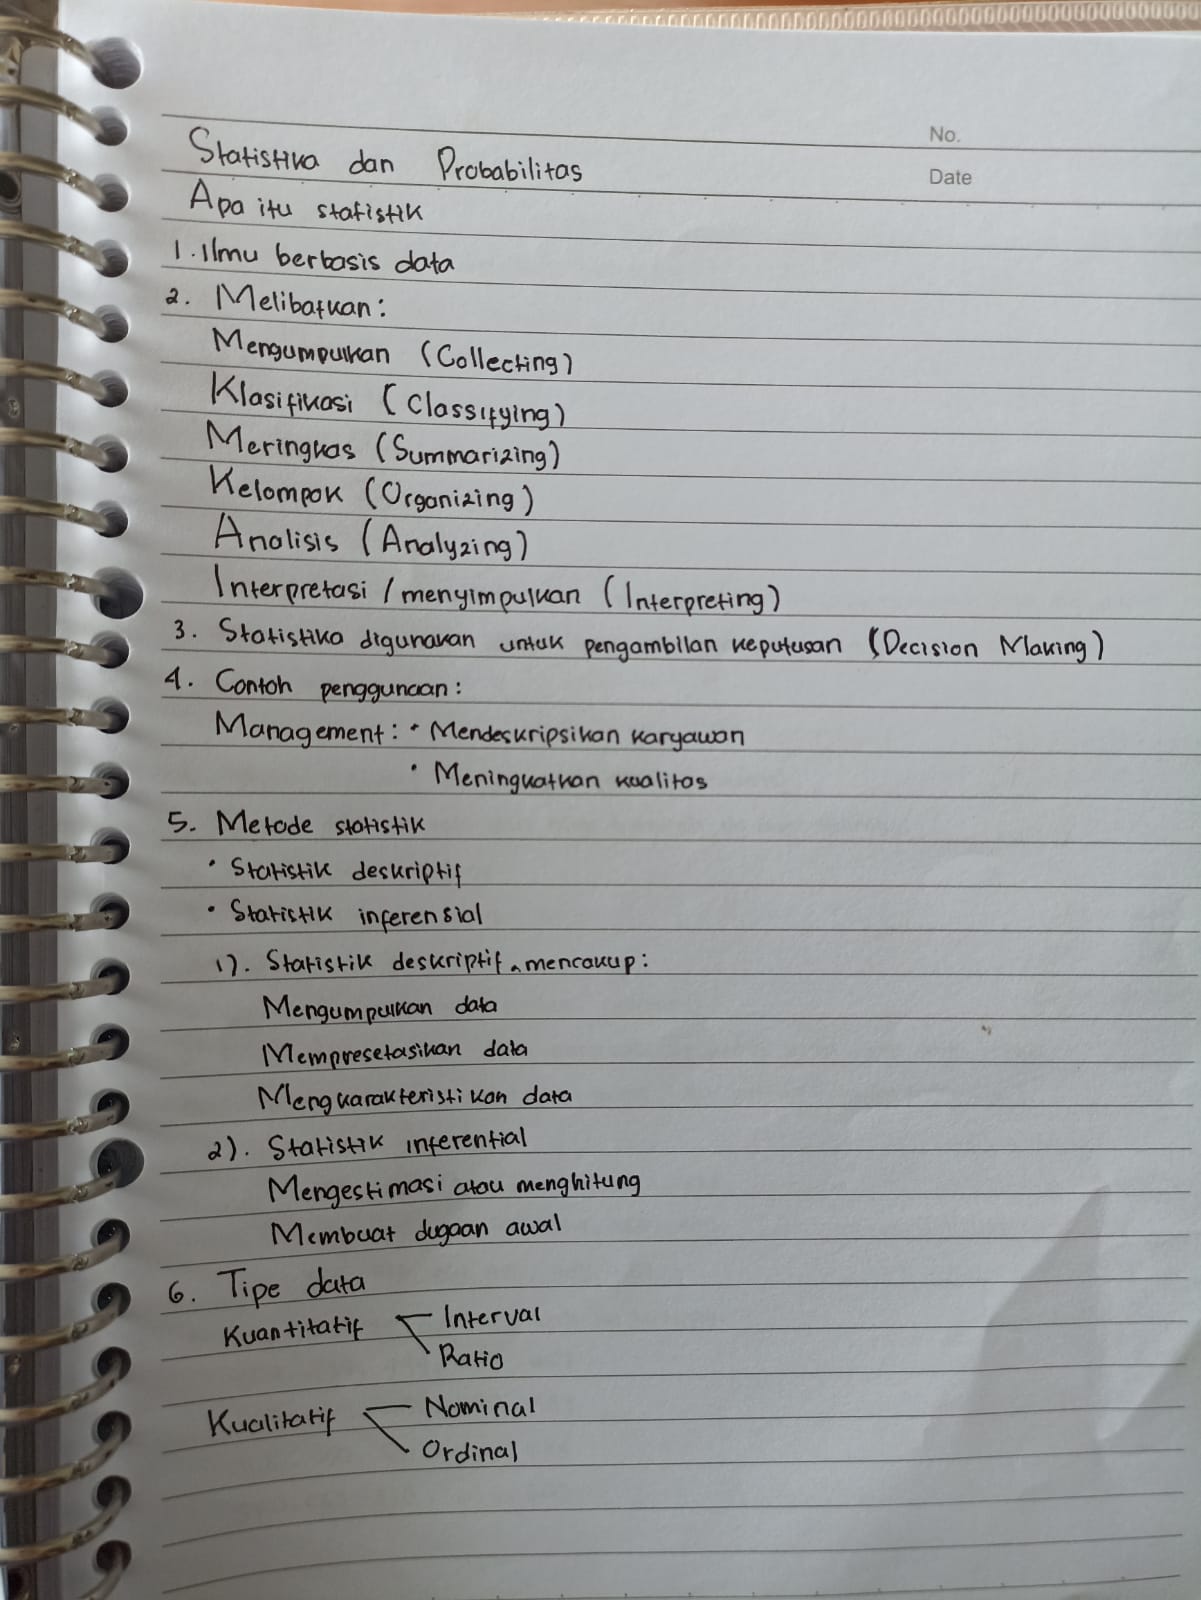 No.
Date
Statistika dan Probabilitas
Apa itu statistik
1. Ilmu berbasis data
2. Melibatkan:
Mengumpulkan (Collecting)
Klasifikasi (Classifying)
Meringkas (Summarizing)
Kelompok (Organizing)
Analisis (Analyzing)
Interpretasi / menyimpulkan (Interpreting)
3. Statistika digunakan untuk pengambilan keputusan (Decision Making)
4. Contoh penggunaan:
Management: • Mendeskripsikan karyawan
• Meningkatkan kualitas
5. Metode statistik
• Statistik deskriptif
• Statistik inferensial
1). Statistik deskriptif mencakup:
Mengumpulkan data
Mempresetasikan data
Mengkarakteristikan data
2). Statistik inferential
Mengestimasi atau menghitung
Membuat dugaan awal
6. Tipe data
Kuantitatif Interval
Ratio
Kualitatif Nominal
Ordinal